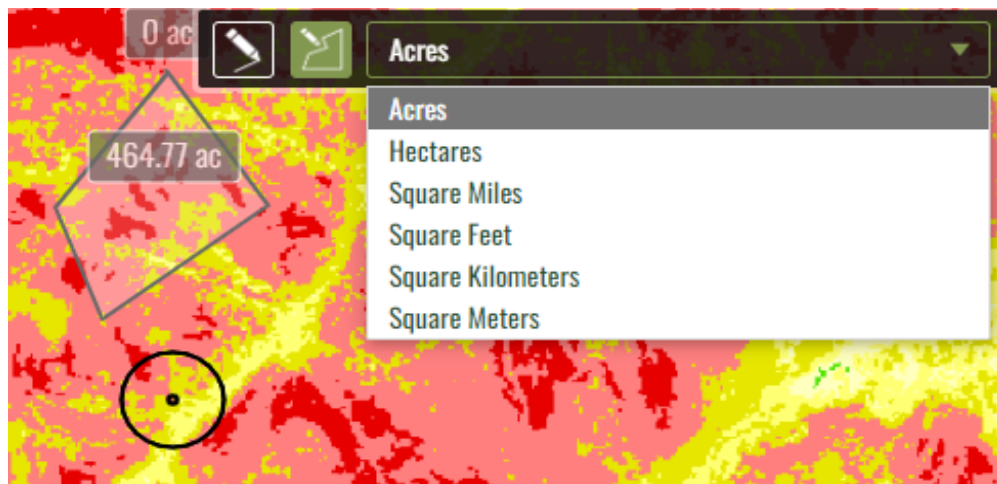 0 ac
Acres
Acres
Hectares
464.77 ac
Square Miles
Square Feet
Square Kilometers
Square Meters